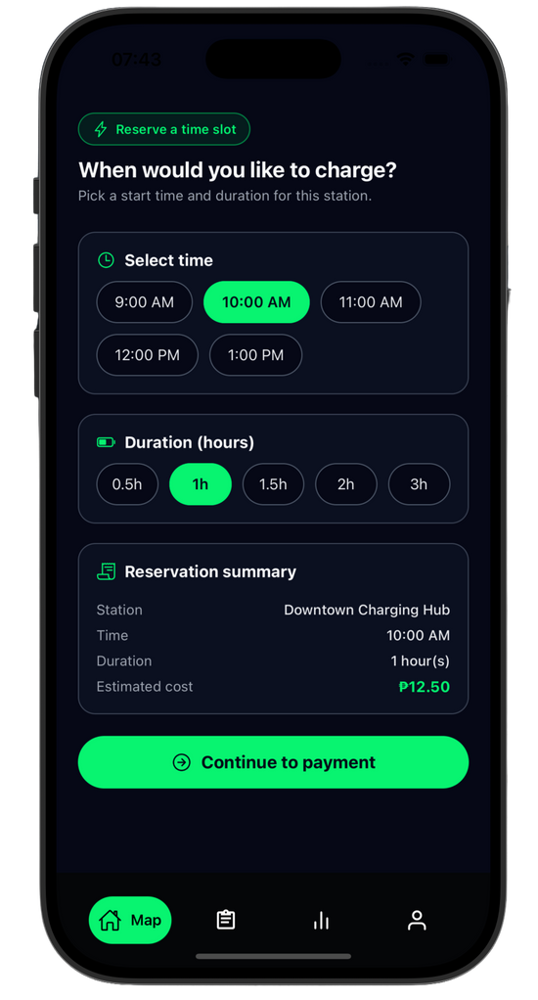 07:43
Reserve a time slot
When would you like to charge?
Pick a start time and duration for this station.
Select time
9:00 AM 10:00 AM 11:00 AM
12:00 PM 1:00 PM
Duration (hours)
0.5h 1h 1.5h 2h 3h
Reservation summary
Station Downtown Charging Hub
Time 10:00 AM
Duration 1 hour(s)
Estimated cost ₱12.50
Continue to payment
Map